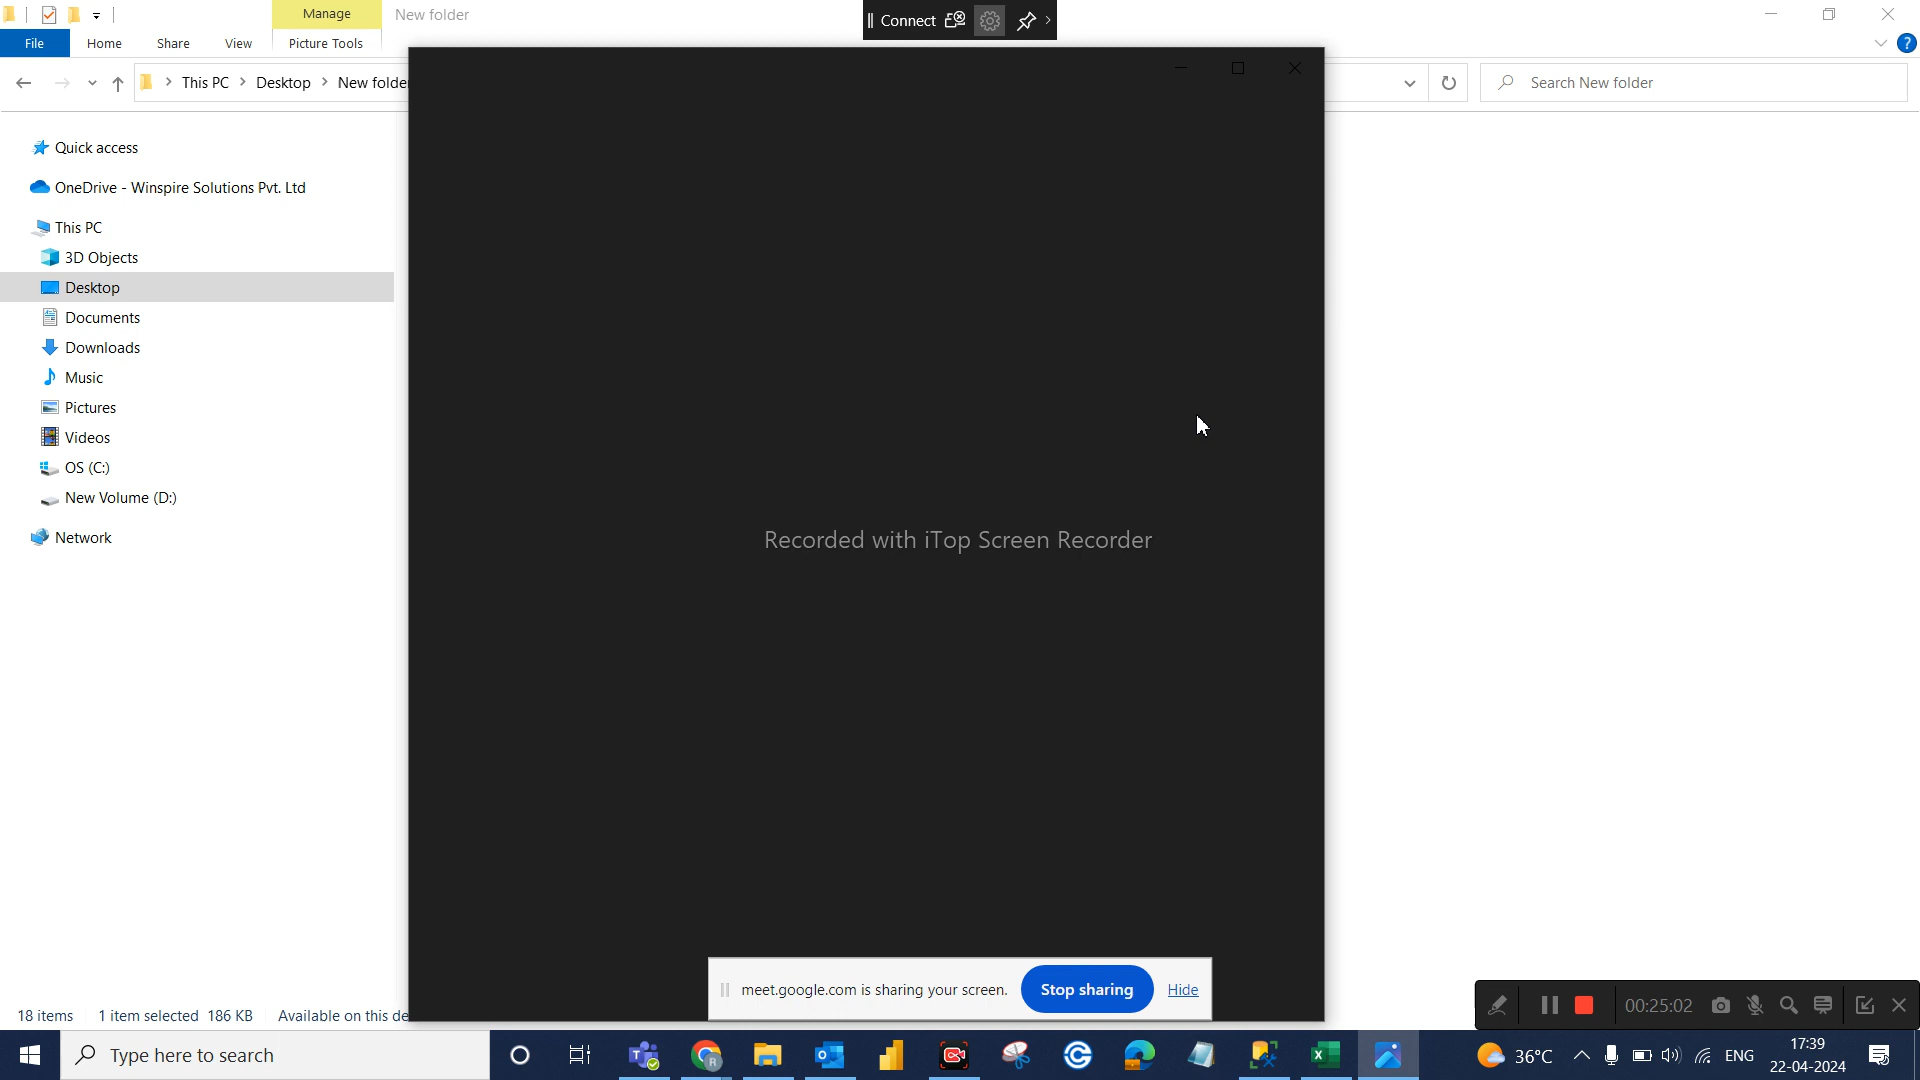 Manage
New folder
Connect
File
Home
Share
View
Picture Tools
This PC
Desktop
New folder
Search New folder
Quick access
OneDrive - Winspire Solutions Pvt. Ltd
This PC
3D Objects
Desktop
Documents
Downloads
Music
Pictures
Videos
OS (C:)
New Volume (D:)
Network
Recorded with iTop Screen Recorder
meet.google.com is sharing your screen.
Stop sharing
Hide
00:25:02
18 items
1 item selected 186 KB
Available on this de
Type here to search
36°C
ENG
17:39
22-04-2024